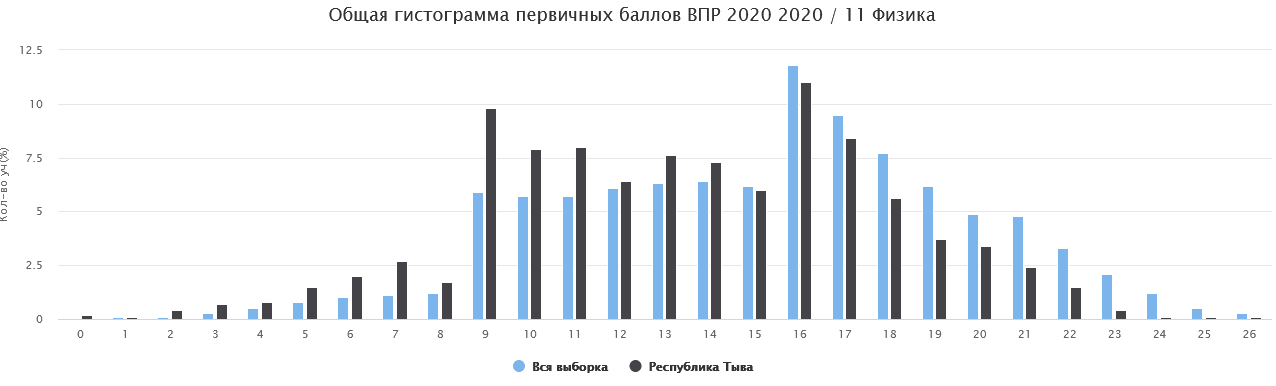 Общая гистограмма первичных баллов ВПР 2020 2020 / 11 Физика
Кол-во уч(%)
12.5
10
7.5
5
2.5
0
0 1 2 3 4 5 6 7 8 9 10 11 12 13 14 15 16 17 18 19 20 21 22 23 24 25 26
Вся выборка Республика Тыва